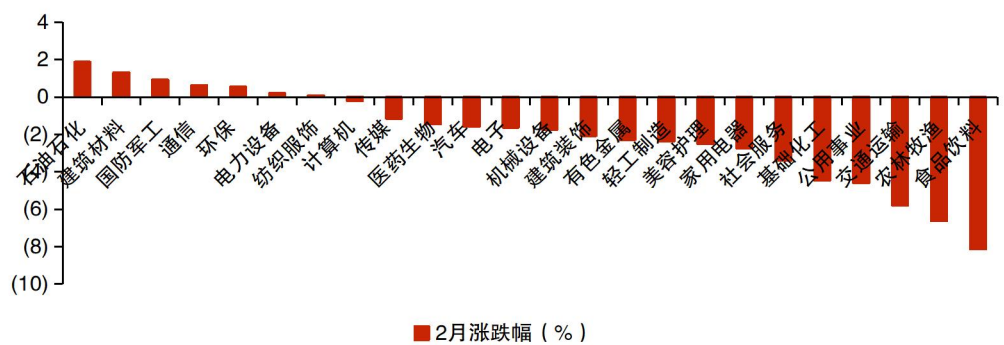 4
2
0
(2)
(4)
(6)
(8)
(10)
石油石化
建筑材料
国防军工
通信
环保
电力设备
纺织服饰
计算机
传媒
医药生物
汽车
电子
机械设备
建筑装饰
有色金属
轻工制造
美容护理
家用电器
社会服务
基础化工
公用事业
交通运输
农林牧渔
食品饮料
2月涨跌幅（%）